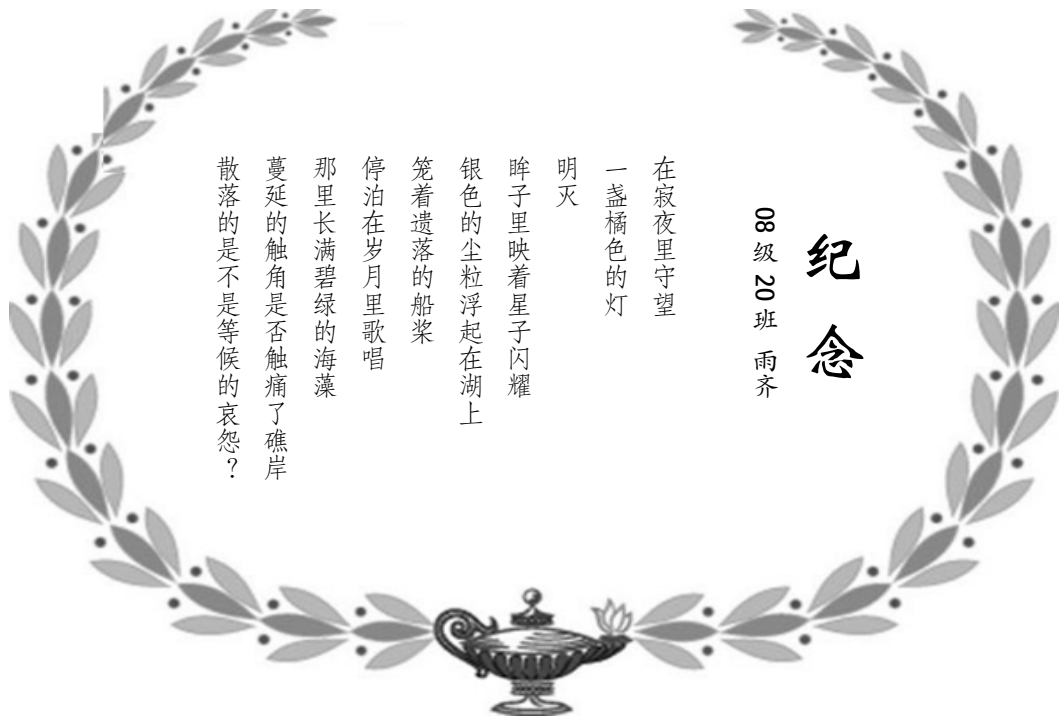 纪念
08级20班 雨齐
在寂夜里守望
一盏橘色的灯
明灭
眸子里映着星子闪耀
银色的尘粒浮起在湖上
笼着遗落的船桨
停泊在岁月里歌唱
那里长满碧绿的海藻
蔓延的触角是否触痛了礁岸
散落的是不是等候的哀怨？